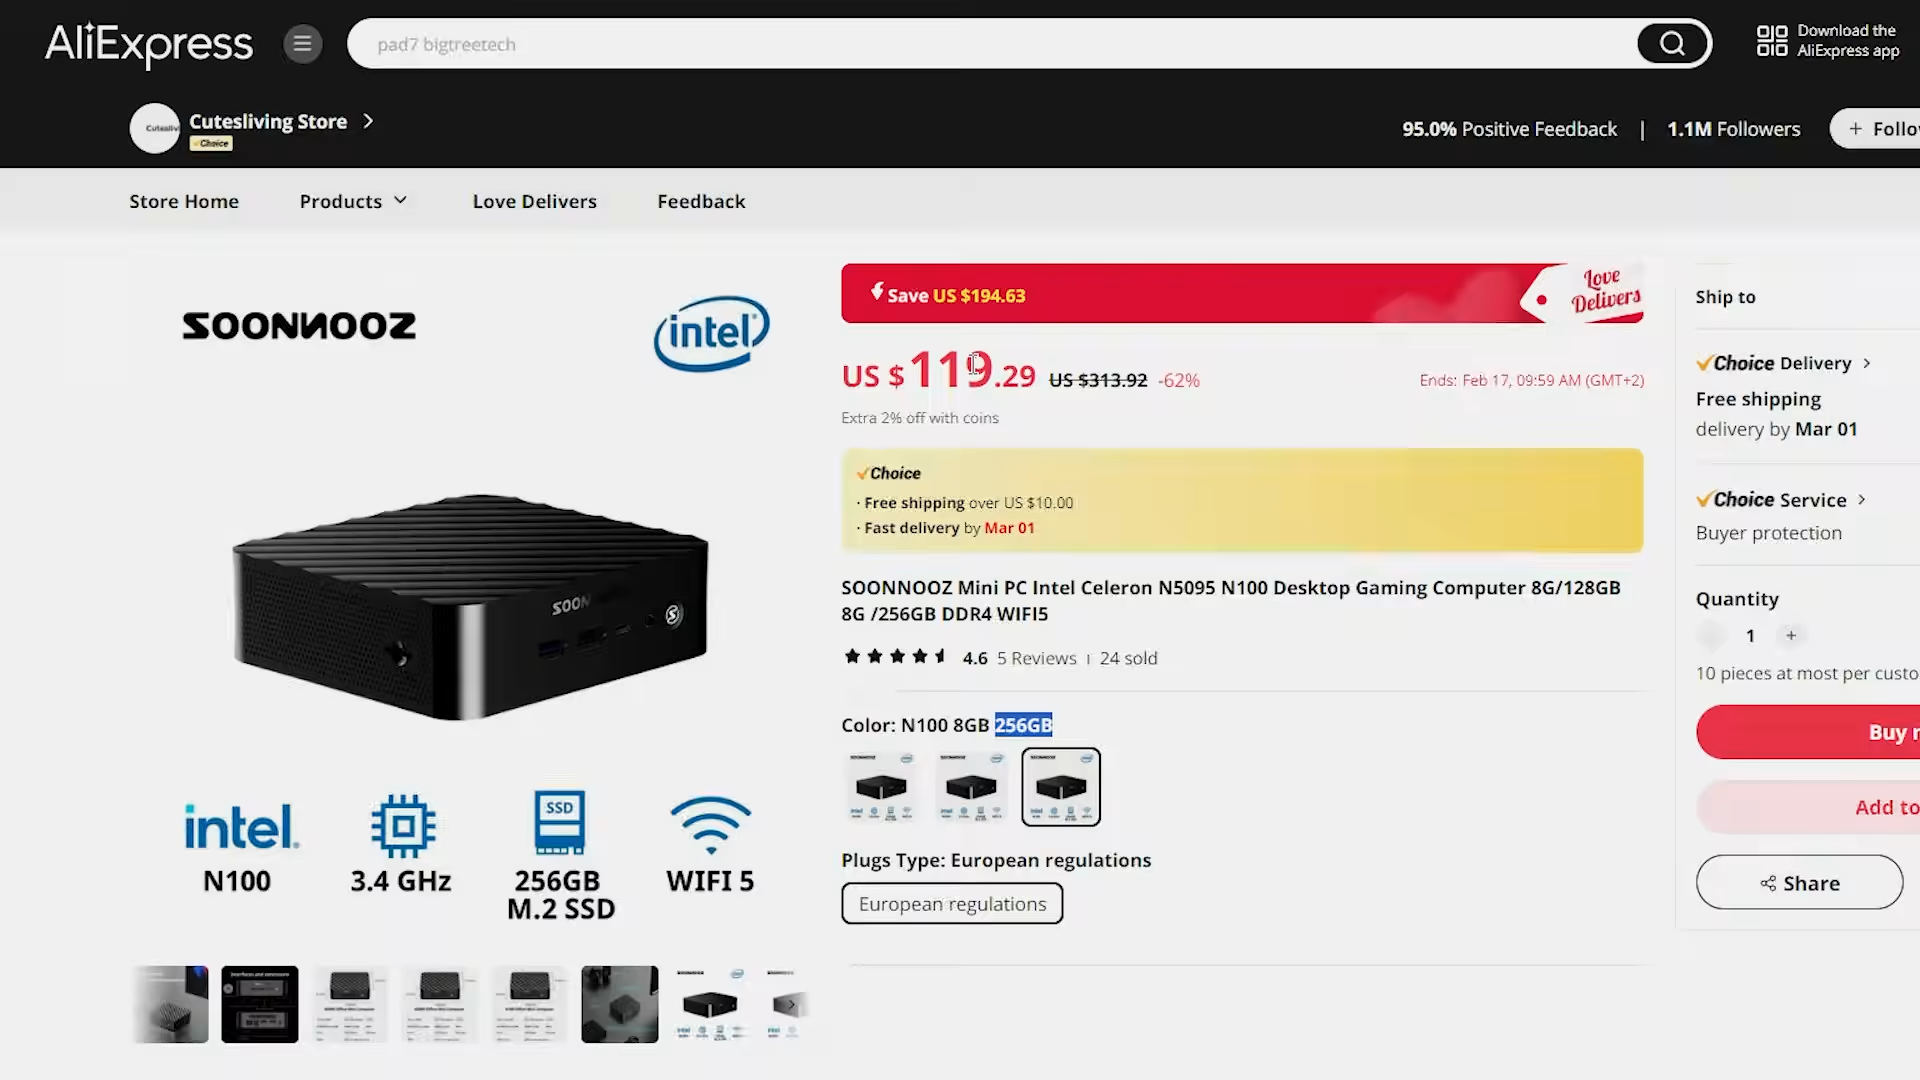 AliExpress
pad7 bigtreetech
Download the
AliExpress app
Cutesliving Store
Choice
95.0% Positive Feedback | 1.1M Followers
+ Follo
Store Home
Products
Love Delivers
Feedback
SOONNOOZ
intel
Save US $194.63
Love
Delivers
US $119.29 US $313.92 -62%
Ends: Feb 17, 09:59 AM (GMT+2)
Extra 2% off with coins
Choice
· Free shipping over US $10.00
· Fast delivery by Mar 01
SOONNOOZ Mini PC Intel Celeron N5095 N100 Desktop Gaming Computer 8G/128GB
8G /256GB DDR4 WIFI5
4.6 5 Reviews | 24 sold
SOON
Color: N100 8GB 256GB
intel.
N100
3.4 GHz
SSD
256GB
M.2 SSD
WIFI 5
Plugs Type: European regulations
European regulations
Ship to
Choice Delivery
Free shipping
delivery by Mar 01
Choice Service
Buyer protection
Quantity
1 +
10 pieces at most per custo
Buy
Add to
Share